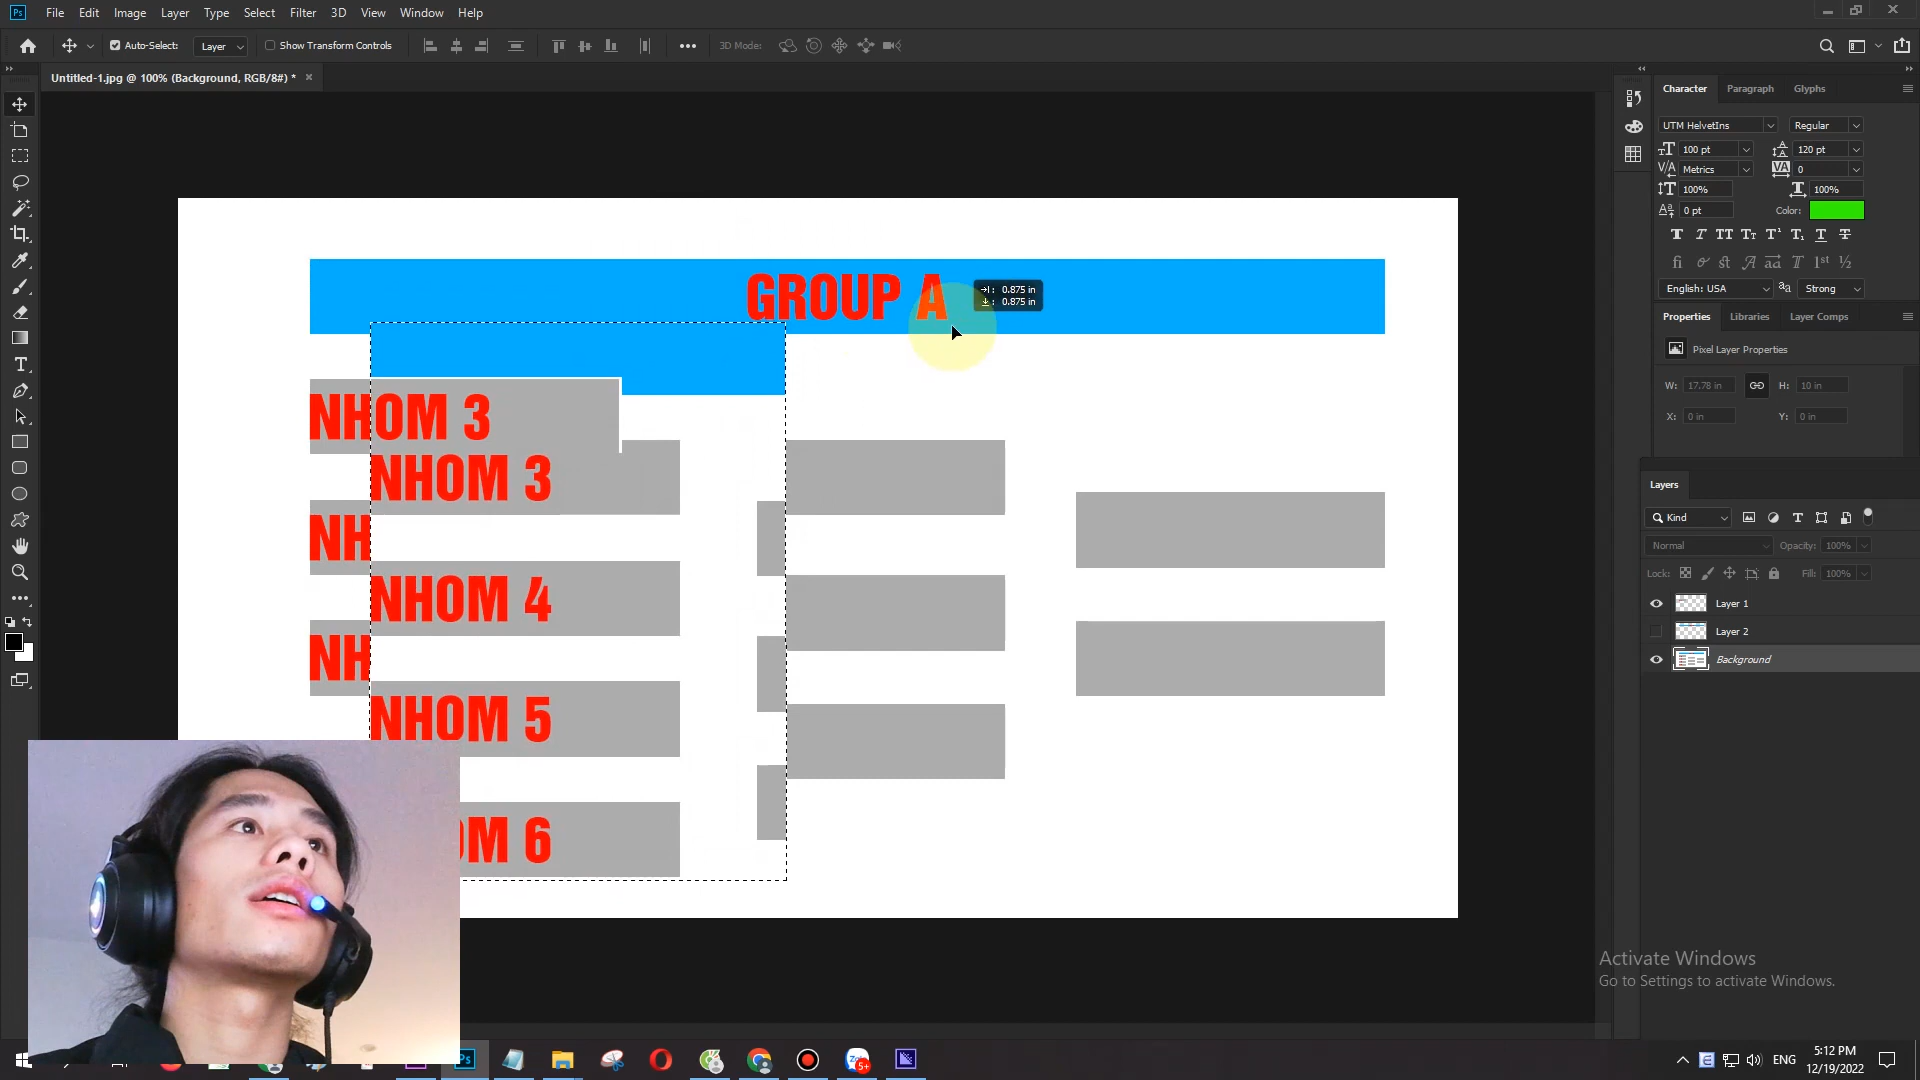 Ps File Edit Image Layer Type Select Filter 3D View Window Help
Auto-Select: Layer Show Transform Controls 3D Mode:
Untitled-1.jpg @ 100% (Background, RGB/8#) *
GROUP A
0.875 in
0.875 in
NHOM 3
NHOM 3
NH
NHOM 4
NH
NHOM 5
OM 6
Character Paragraph Glyphs
UTM HelvetIns Regular
100 pt 120 pt
Metrics 0
100% 100%
0 pt Color:
English: USA Strong
Properties Libraries Layer Comps
Pixel Layer Properties
W: 17.78 in H: 10 in
X: 0 in Y: 0 in
Layers
Kind
Normal Opacity: 100%
Lock: Fill: 100%
Layer 1
Layer 2
Background
Activate Windows
Go to Settings to activate Windows.
Ps
5+
ENG
5:12 PM
12/19/2022